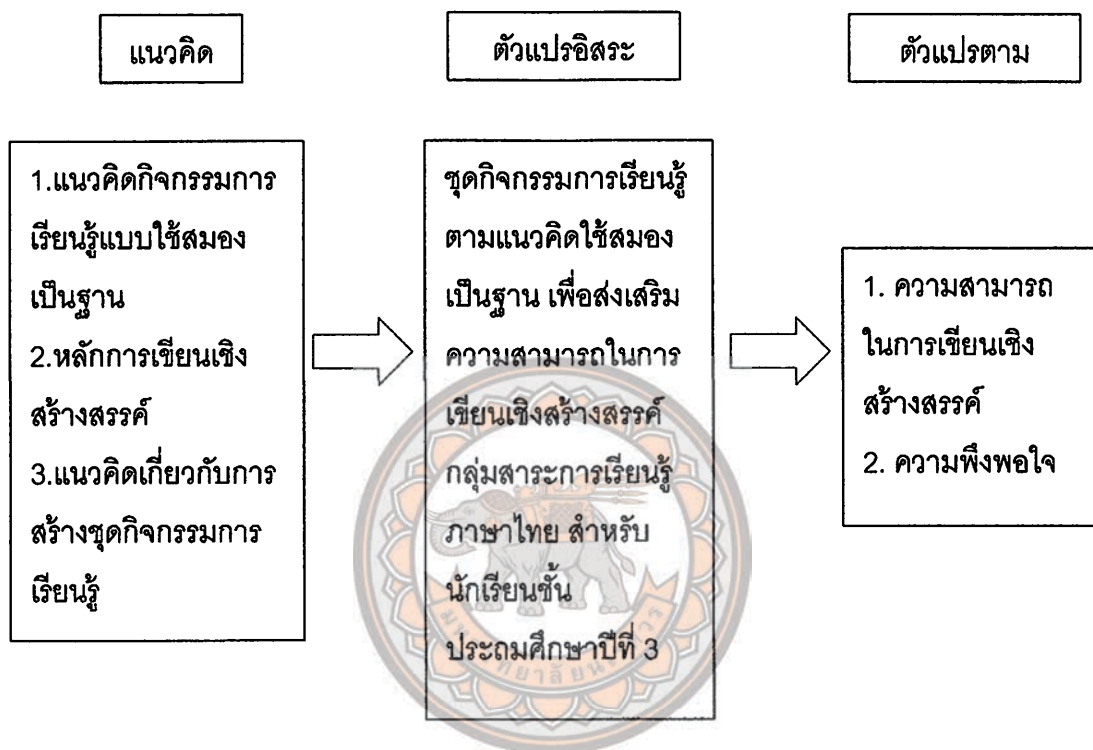 แนวคิด
ตัวแปรอิสระ
ตัวแปรตาม
1.แนวคิดกิจกรรมการ
เรียนรู้แบบใช้สมอง
เป็นฐาน
2.หลักการเขียนเชิง
สร้างสรรค์
3.แนวคิดเกี่ยวกับการ
สร้างชุดกิจกรรมการ
เรียนรู้
ชุดกิจกรรมการเรียนรู้
ตามแนวคิดใช้สมอง
เป็นฐาน เพื่อส่งเสริม
ความสามารถในการ
เขียนเชิงสร้างสรรค์
กลุ่มสาระการเรียนรู้
ภาษาไทย สำหรับ
นักเรียนชั้น
ประถมศึกษาปีที่ 3
1. ความสามารถ
ในการเขียนเชิง
สร้างสรรค์
2. ความพึงพอใจ